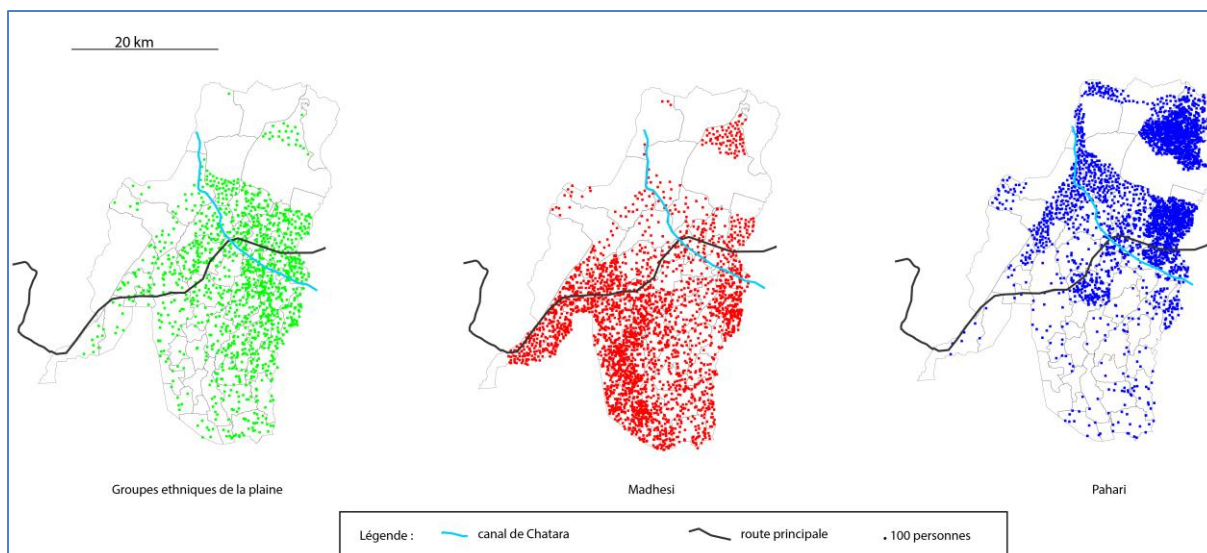 20 km
Groupes ethniques de la plaine
Madhesi
Pahari
Légende :
canal de Chatara
route principale
. 100 personnes